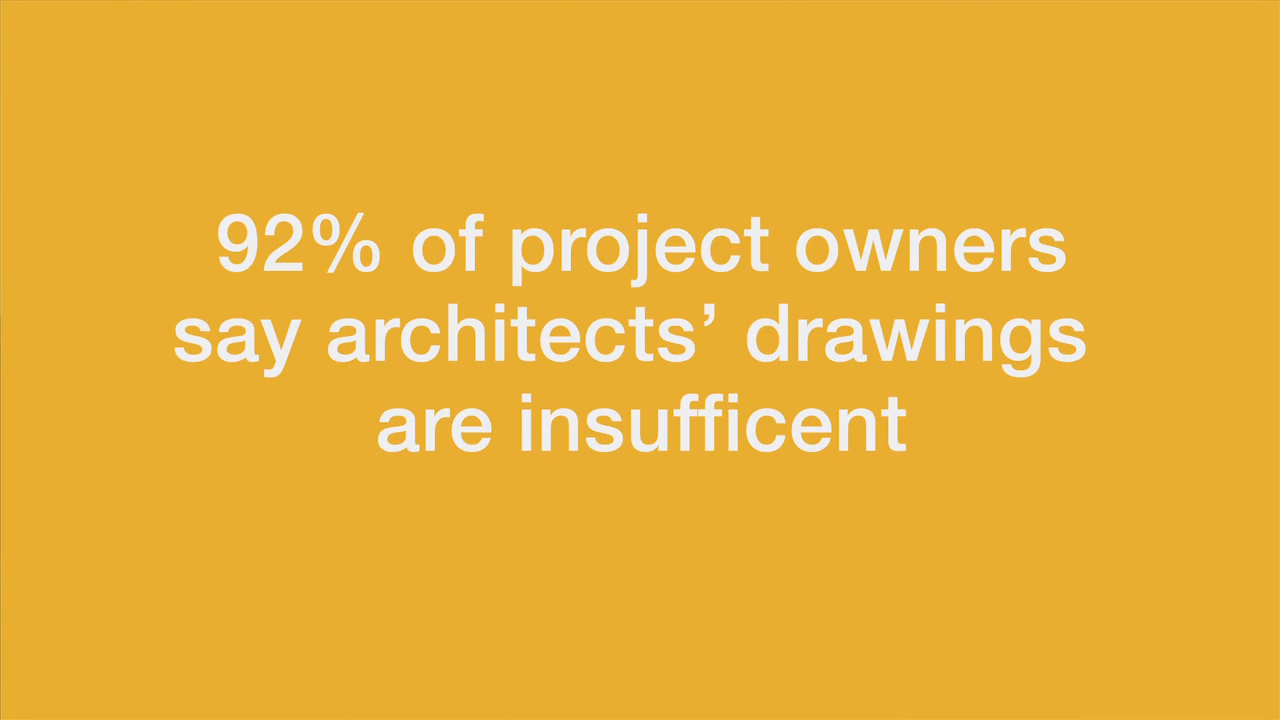 92% of project owners
say architects’ drawings
are insufficent